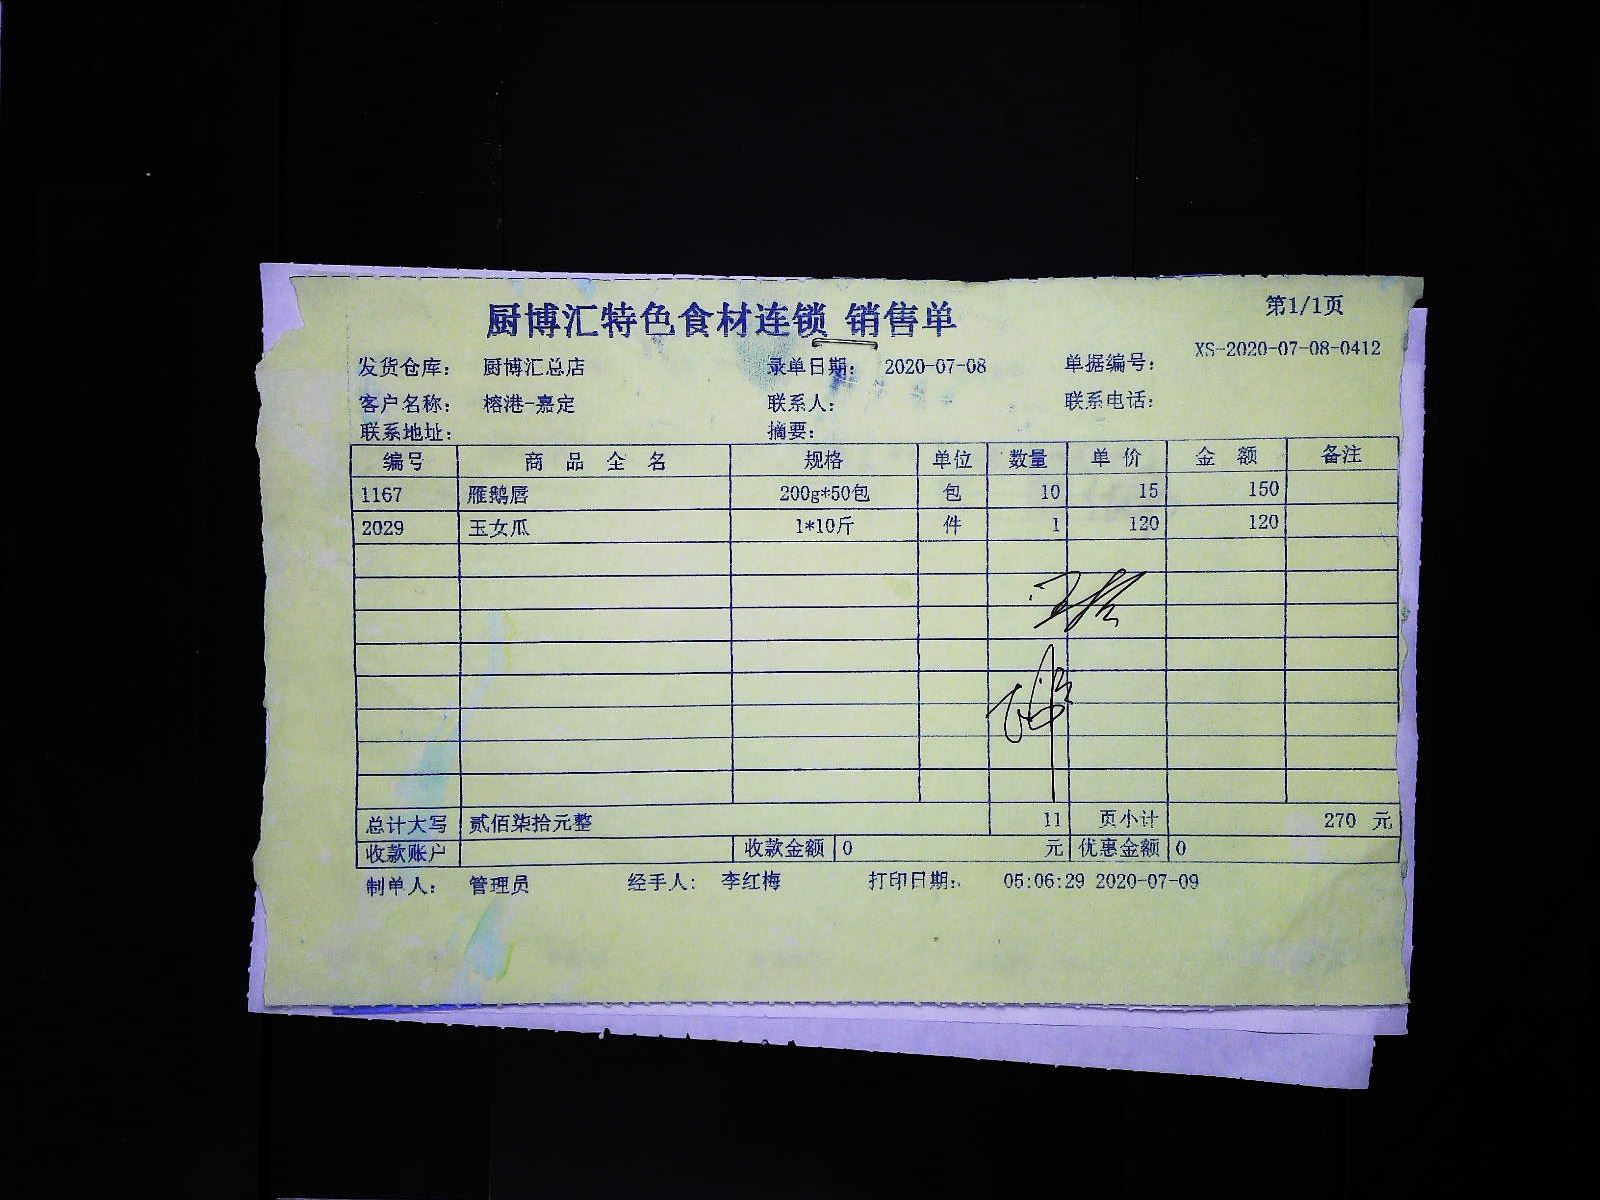 厨博汇特色食材连锁 销售单
第1/1页
发货仓库： 厨博汇总店 录单日期： 2020-07-08 单据编号： XS-2020-07-08-0412
客户名称： 榕港-嘉定 联系人： 联系电话：
联系地址： 摘要：
编号 商 品 全 名 规格 单位 数量 单 价 金 额 备注
1167 雁鹅唇 200g*50包 包 10 15 150
2029 玉女瓜 1*10斤 件 1 120 120
总计大写 贰佰柒拾元整 11 页小计 270 元
收款账户 收款金额 0 元 优惠金额 0
制单人： 管理员 经手人： 李红梅 打印日期： 05:06:29 2020-07-09